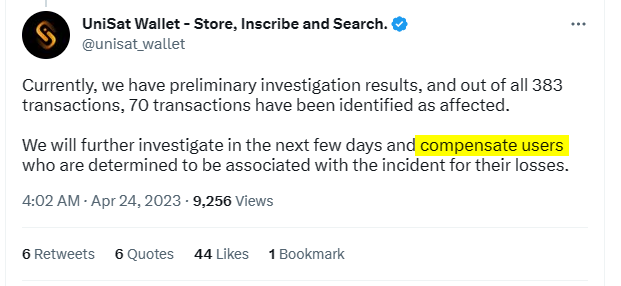 UniSat Wallet - Store, Inscribe and Search.
@unisat_wallet
Currently, we have preliminary investigation results, and out of all 383
transactions, 70 transactions have been identified as affected.
We will further investigate in the next few days and compensate users
who are determined to be associated with the incident for their losses.
4:02 AM · Apr 24, 2023 · 9,256 Views
6 Retweets 6 Quotes 44 Likes 1 Bookmark